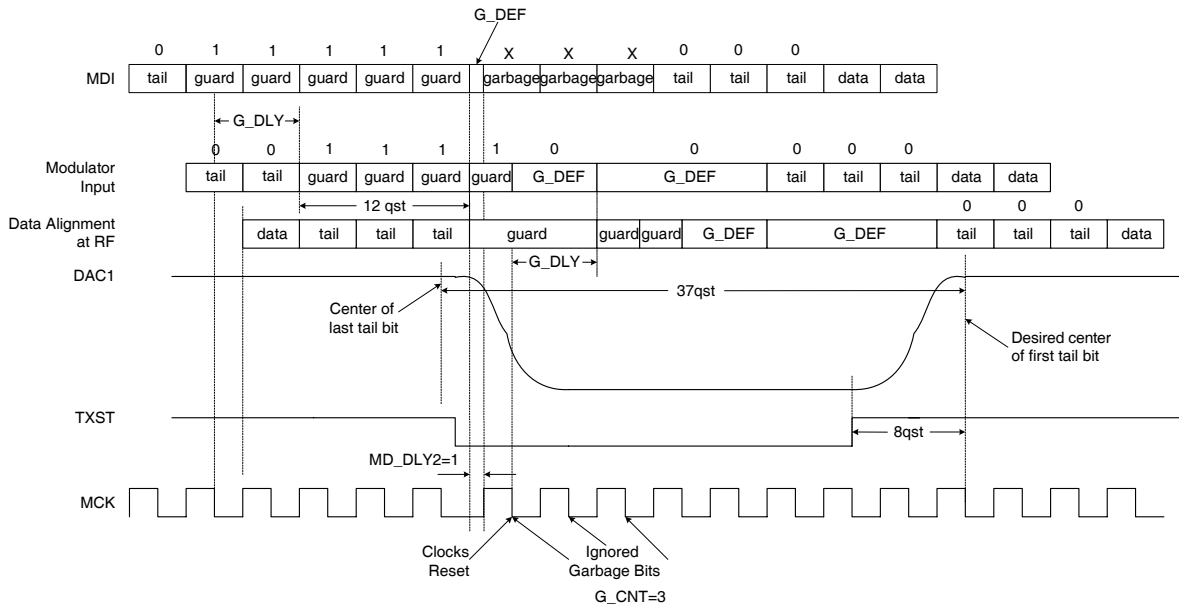 G_DEF
0 1 1 1 1 1 X X X 0 0 0
MDI tail guard guard guard guard guard garbage garbage garbage tail tail tail data data
G_DLY
0 0 1 1 1 1 0 0 0 0 0
Modulator
Input
tail tail guard guard guard guard G_DEF G_DEF tail tail tail data data
12 qst
0 0 0
Data Alignment
at RF
data tail tail tail guard guard guard G_DEF G_DEF tail tail tail data
G_DLY
DAC1
37qst
Center of
last tail bit
Desired center
of first tail bit
TXST
8qst
MD_DLY2=1
MCK
Clocks
Reset
Ignored
Garbage Bits
G_CNT=3